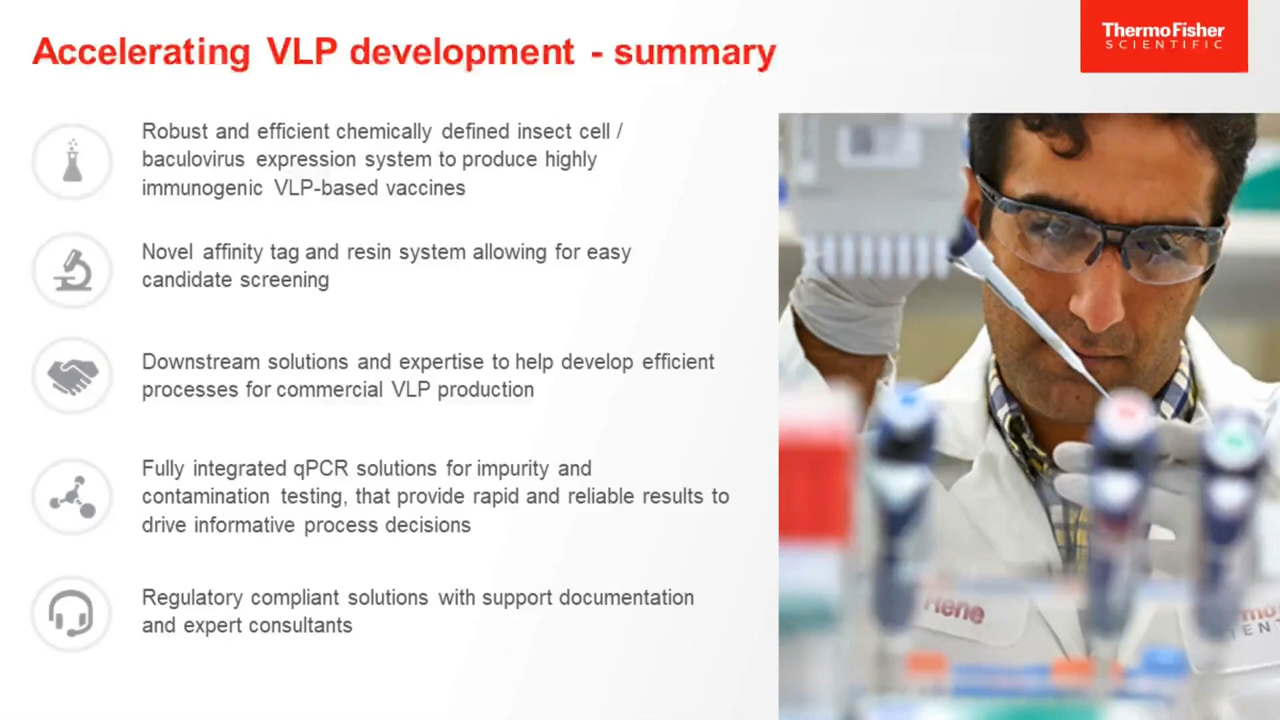 Accelerating VLP development - summary
ThermoFisher
SCIENTIFIC
Robust and efficient chemically defined insect cell /
baculovirus expression system to produce highly
immunogenic VLP-based vaccines
Novel affinity tag and resin system allowing for easy
candidate screening
Downstream solutions and expertise to help develop efficient
processes for commercial VLP production
Fully integrated qPCR solutions for impurity and
contamination testing, that provide rapid and reliable results to
drive informative process decisions
Regulatory compliant solutions with support documentation
and expert consultants